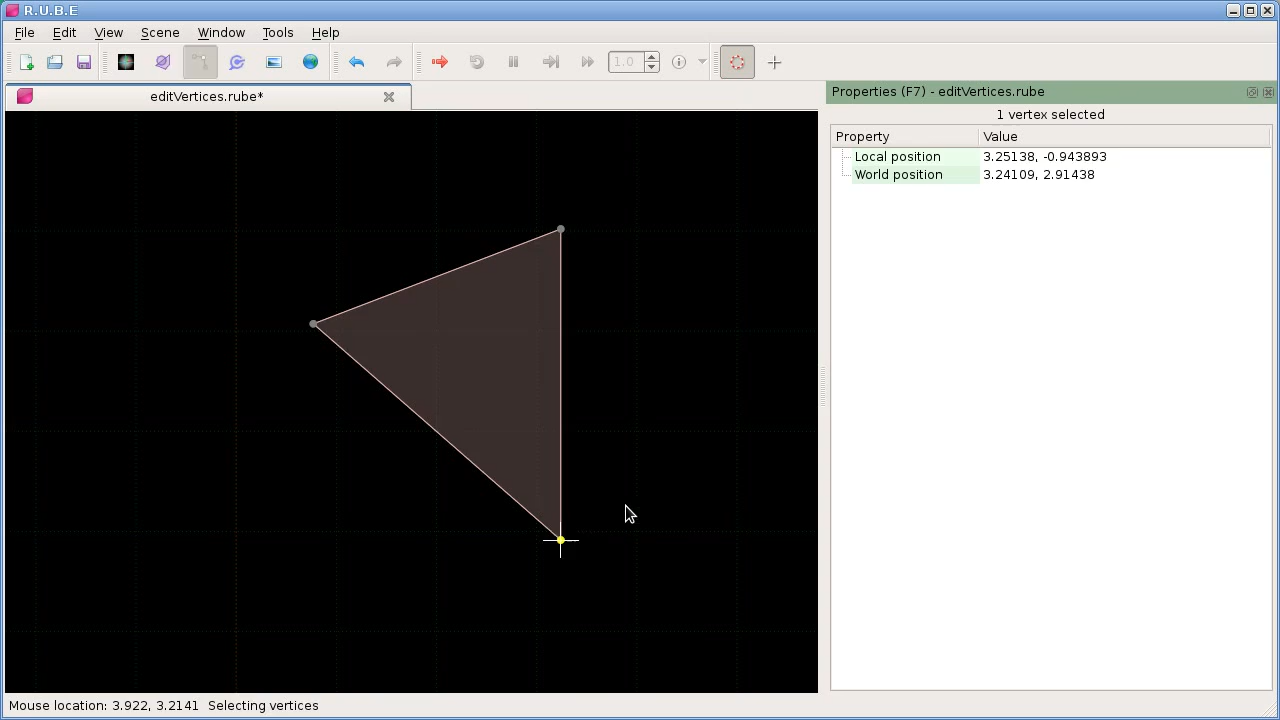 R.U.B.E
File Edit View Scene Window Tools Help
1.0
editVertices.rube*
Properties (F7) - editVertices.rube
1 vertex selected
Property Value
Local position 3.25138, -0.943893
World position 3.24109, 2.91438
Mouse location: 3.922, 3.2141 Selecting vertices